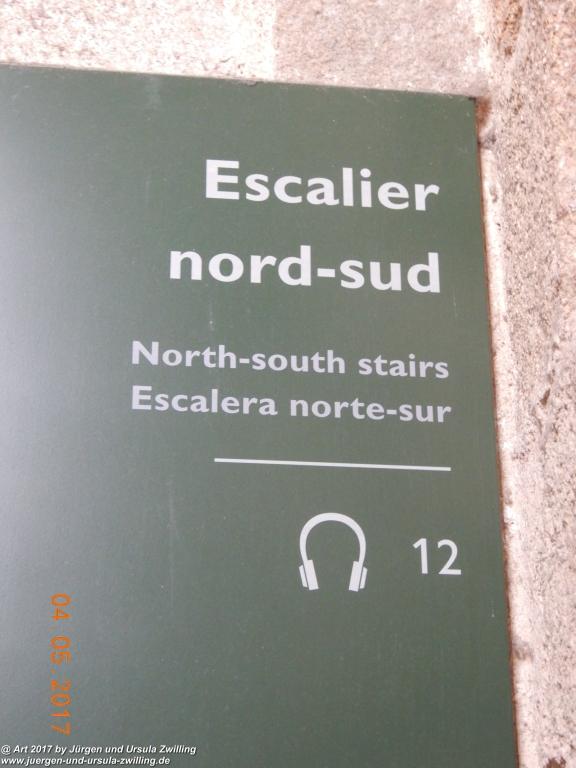 Escalier
nord-sud
North-south stairs
Escalera norte-sur
12
04.05.2017
@ Art 2017 by Jürgen und Ursula Zwilling
www.juergen-und-ursula-zwilling.de